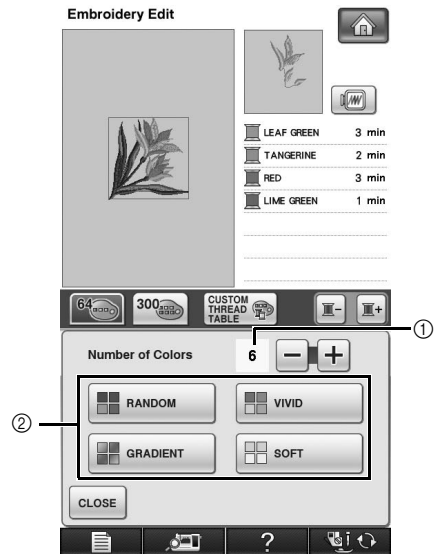 Embroidery Edit
LEAF GREEN 3 min
TANGERINE 2 min
RED 3 min
LIME GREEN 1 min
64 300 CUSTOM THREAD TABLE - +
Number of Colors 6 - + ①
② RANDOM VIVID
GRADIENT SOFT
CLOSE
?